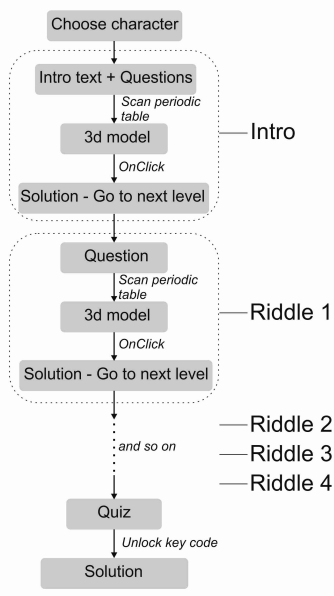 Choose character
Intro text + Questions
Scan periodic
table
3d model
Intro
OnClick
Solution - Go to next level
Question
Scan periodic
table
3d model
Riddle 1
OnClick
Solution - Go to next level
Riddle 2
and so on
Riddle 3
Riddle 4
Quiz
Unlock key code
Solution